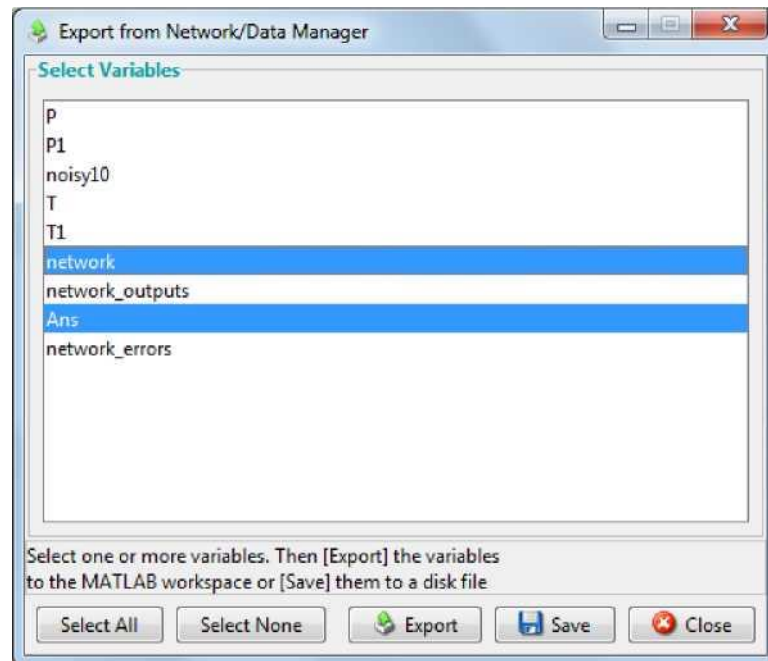 Export from Network/Data Manager
Select Variables
P
P1
noisy10
T
T1
network
network_outputs
Ans
network_errors
Select one or more variables. Then [Export] the variables
to the MATLAB workspace or [Save] them to a disk file
Select All Select None Export Save Close